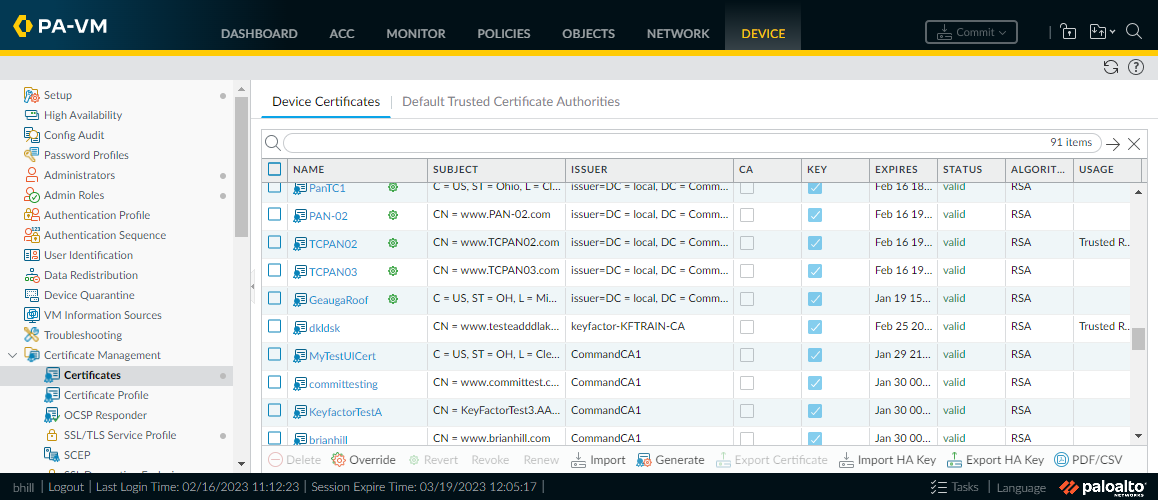 PA-VM
DASHBOARD ACC MONITOR POLICIES OBJECTS NETWORK DEVICE
Commit
Setup
High Availability
Config Audit
Password Profiles
Administrators
Admin Roles
Authentication Profile
Authentication Sequence
User Identification
Data Redistribution
Device Quarantine
VM Information Sources
Troubleshooting
Certificate Management
Certificates
Certificate Profile
OCSP Responder
SSL/TLS Service Profile
SCEP
Device Certificates | Default Trusted Certificate Authorities
91 items
NAME SUBJECT ISSUER CA KEY EXPIRES STATUS ALGORIT... USAGE
PanTC1 C = US, ST = Ohio, L = Cl... issuer=DC = local, DC = Comm... Feb 16 18... valid RSA
PAN-02 CN = www.PAN-02.com issuer=DC = local, DC = Comm... Feb 16 19... valid RSA
TCPAN02 CN = www.TCPAN02.com issuer=DC = local, DC = Comm... Feb 16 19... valid RSA Trusted R...
TCPAN03 CN = www.TCPAN03.com issuer=DC = local, DC = Comm... Feb 16 19... valid RSA
GeaugaRoof C = US, ST = OH, L = Mi... issuer=DC = local, DC = Comm... Jan 19 15... valid RSA
dkldsk CN = www.testeadddlak... keyfactor-KFTRAIN-CA Feb 25 20... valid RSA Trusted R...
MyTestUICert C = US, ST = OH, L = Cle... CommandCA1 Jan 29 21... valid RSA
committesting CN = www.committest.c... CommandCA1 Jan 30 00... valid RSA
KeyfactorTestA CN = KeyFactorTest3.AA... CommandCA1 Jan 30 00... valid RSA
brianhill CN = www.brianhill.com CommandCA1 Jan 30 00... valid RSA
Delete Override Revert Revoke Renew Import Generate Export Certificate Import HA Key Export HA Key PDF/CSV
bhill | Logout | Last Login Time: 02/16/2023 11:12:23 | Session Expire Time: 03/19/2023 12:05:17 |
Tasks | Language
paloalto
NETWORKS